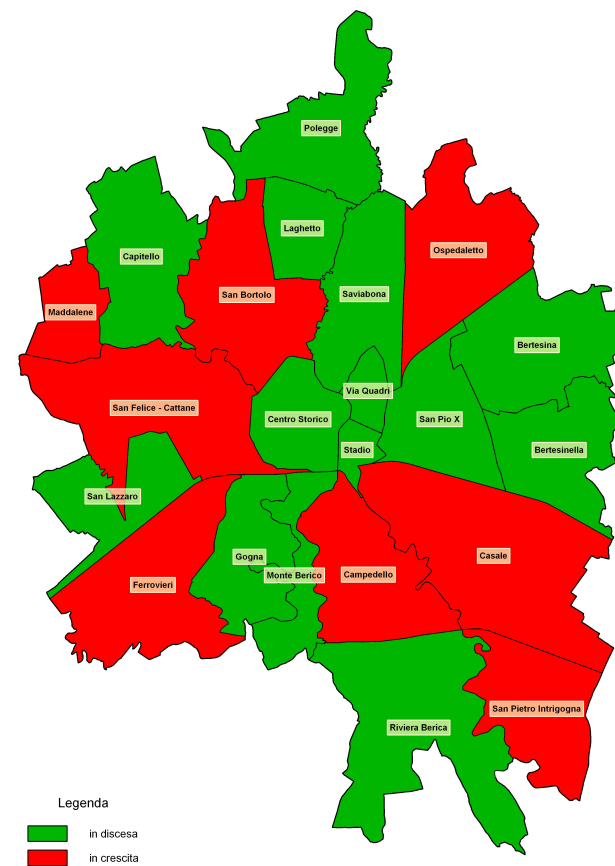 Polegge
Laghetto
Ospedaletto
Capitello
San Bortolo
Saviabona
Maddalene
Bertesina
Via Quadri
San Felice - Cattane
Centro Storico
San Pio X
Stadio
Bertesinella
San Lazzaro
Gogna
Casale
Monte Berico
Campedello
Ferrovieri
San Pietro Intrigogna
Riviera Berica
Legenda
in discesa
in crescita